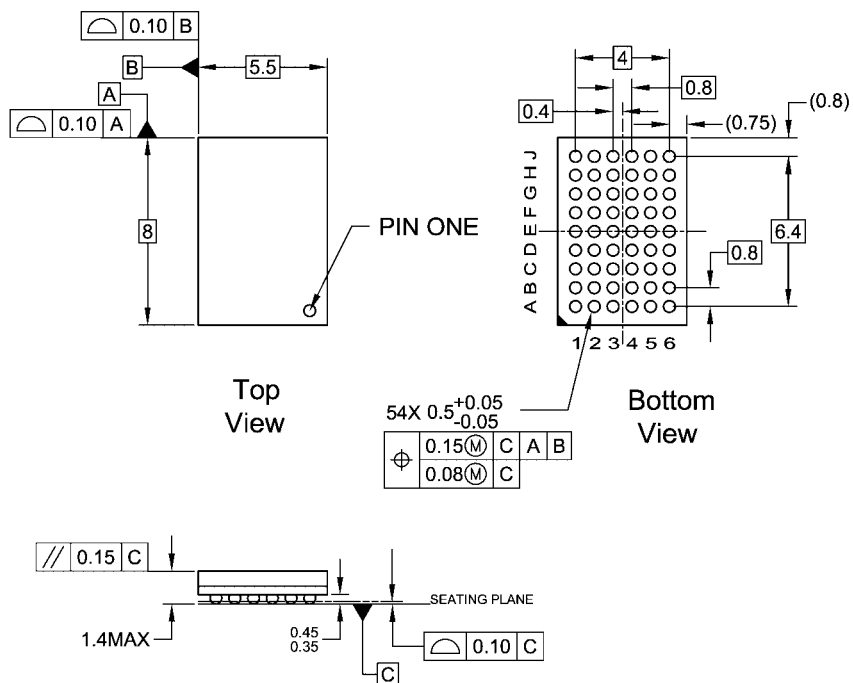 ⌓ 0.10 B
B
5.5
A
⌓ 0.10 A
8
PIN ONE
Top
View
4
0.8
0.4
(0.75)
(0.8)
J
H
G
F
E
D
C
B
A
6.4
0.8
1 2 3 4 5 6
54X 0.5 +0.05
-0.05
⌖ 0.15Ⓜ C A B
0.08Ⓜ C
Bottom
View
// 0.15 C
1.4MAX
0.45
0.35
SEATING PLANE
⌓ 0.10 C
C